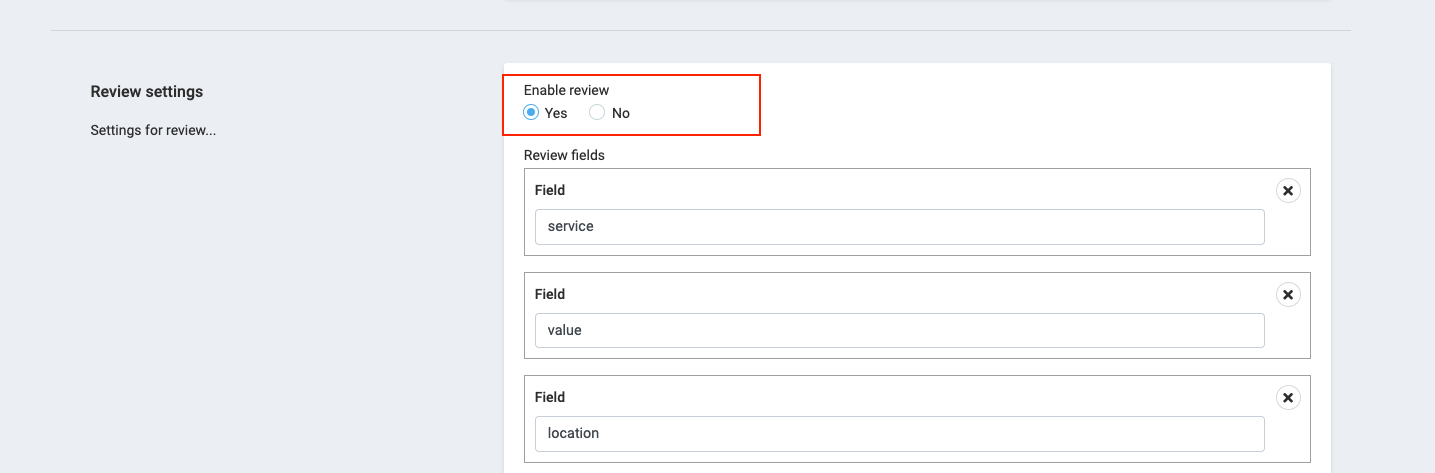 Review settings
Settings for review...
Enable review
Yes No
Review fields
Field
service
Field
value
Field
location